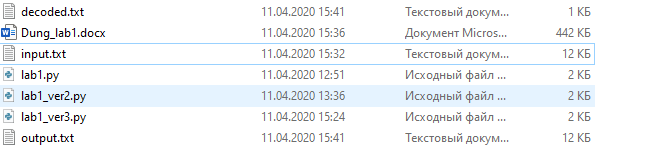 decoded.txt 11.04.2020 15:41 Текстовый докум... 1 КБ
Dung_lab1.docx 11.04.2020 15:36 Документ Micros... 442 КБ
input.txt 11.04.2020 15:32 Текстовый докум... 12 КБ
lab1.py 11.04.2020 12:51 Исходный файл ... 2 КБ
lab1_ver2.py 11.04.2020 13:36 Исходный файл ... 2 КБ
lab1_ver3.py 11.04.2020 15:24 Исходный файл ... 2 КБ
output.txt 11.04.2020 15:41 Текстовый докум... 12 КБ